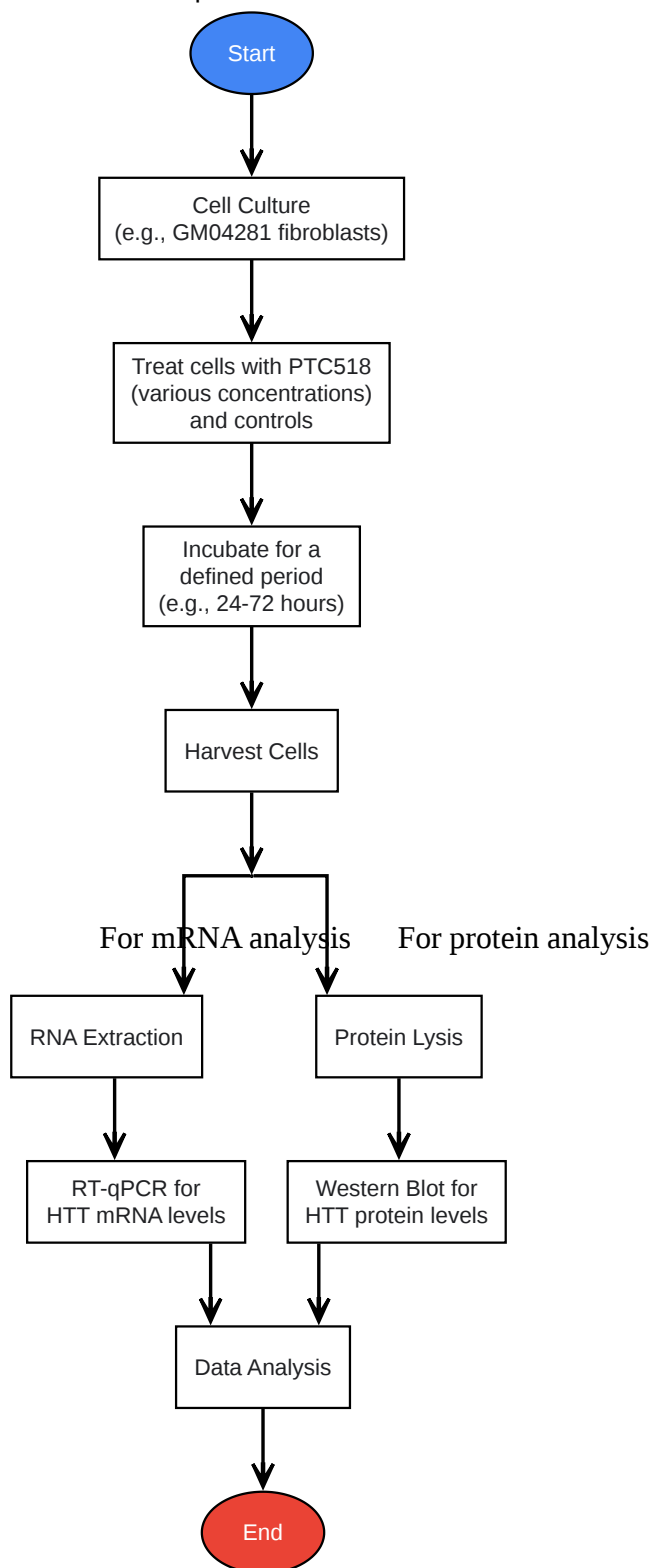 Start
Cell Culture
(e.g., GM04281 fibroblasts)
Treat cells with PTC518
(various concentrations)
and controls
Incubate for a
defined period
(e.g., 24-72 hours)
Harvest Cells
For mRNA analysis
For protein analysis
RNA Extraction
Protein Lysis
RT-qPCR for
HTT mRNA levels
Western Blot for
HTT protein levels
Data Analysis
End